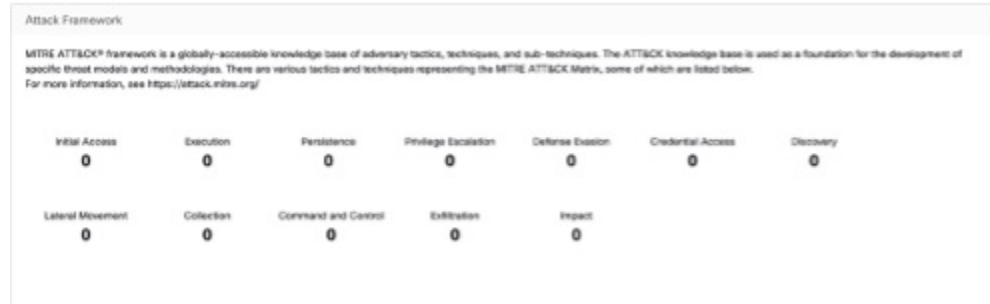 Attack Framework
MITRE ATT&CK® framework is a globally-accessible knowledge base of adversary tactics, techniques, and sub-techniques. The ATT&CK knowledge base is used as a foundation for the development of
specific threat models and methodologies. There are various tactics and techniques representing the MITRE ATT&CK Matrix, some of which are listed below.
For more information, see https://attack.mitre.org/
Initial Access Execution Persistence Privilege Escalation Defense Evasion Credential Access Discovery
0 0 0 0 0 0 0
Lateral Movement Collection Command and Control Exfiltration Impact
0 0 0 0 0